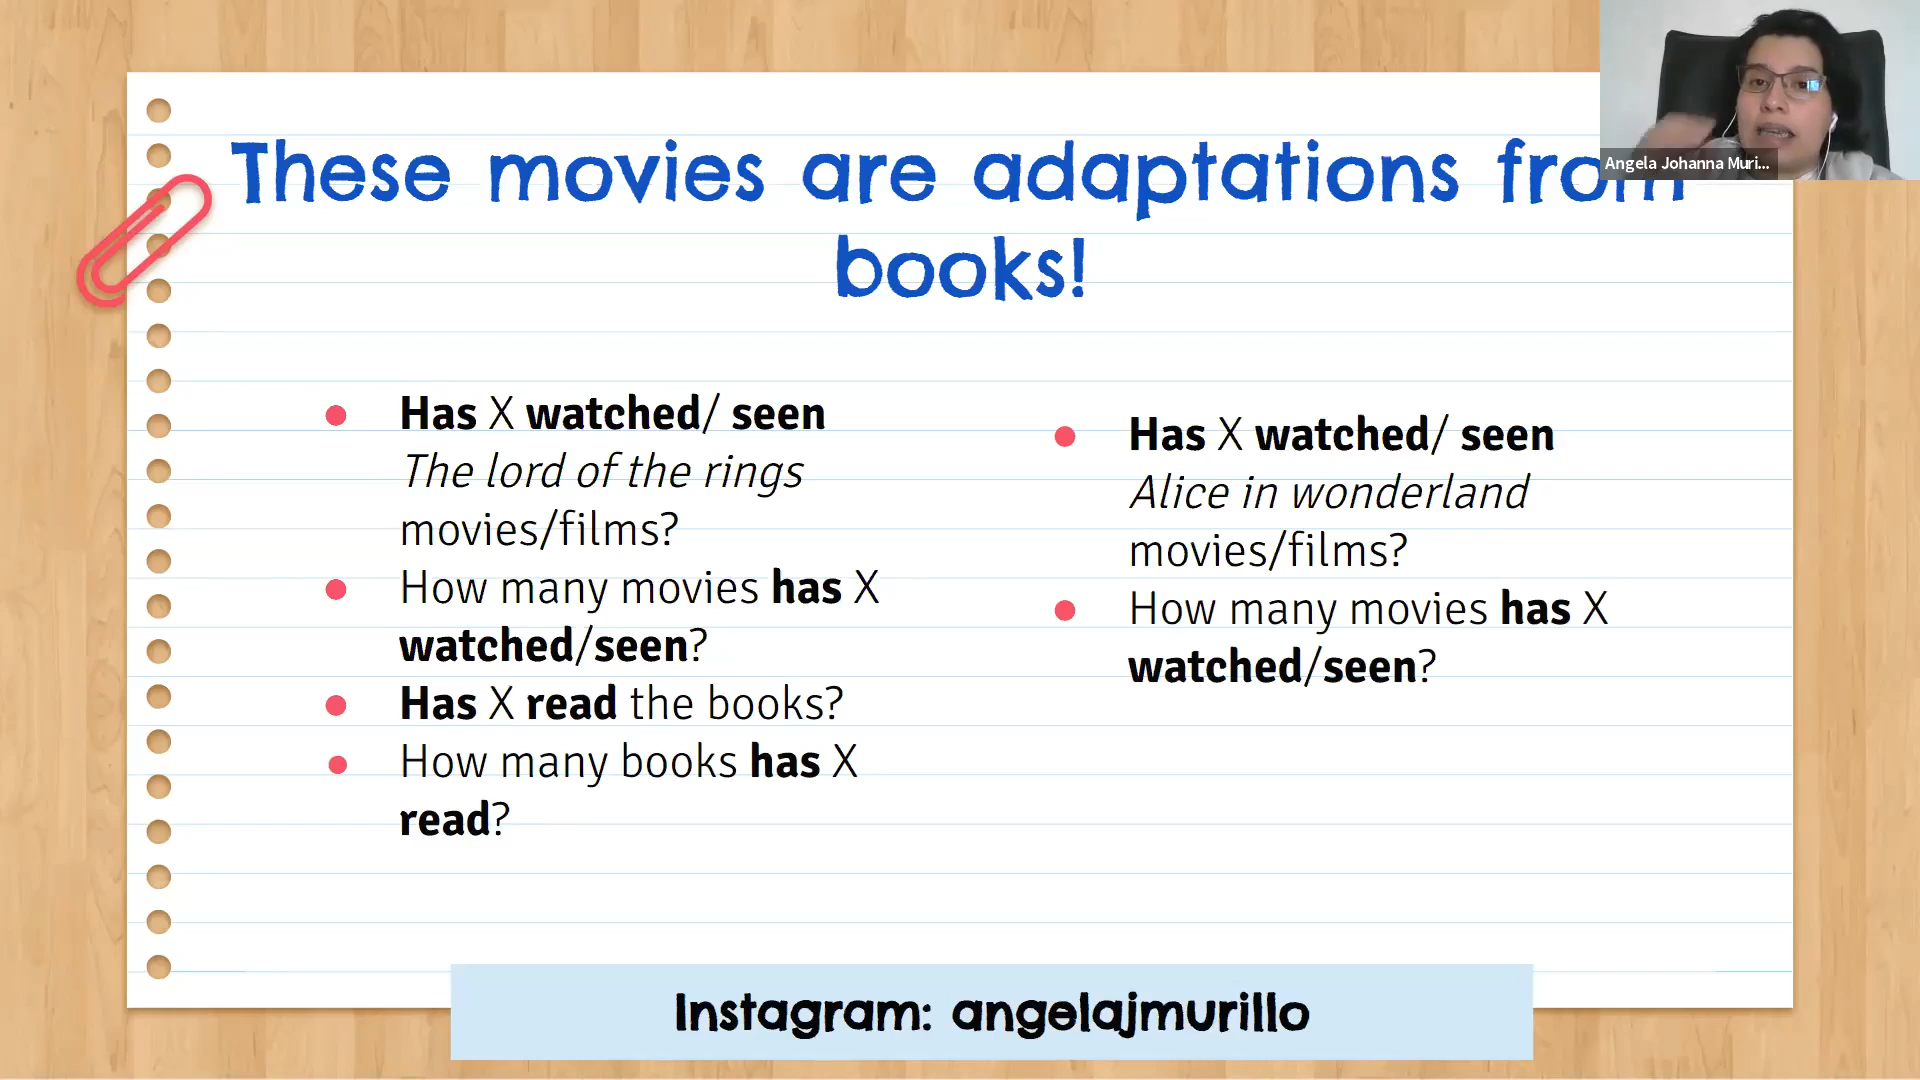 These movies are adaptations from
books!
Angela Johanna Muri...
Has X watched/ seen
The lord of the rings
movies/films?
How many movies has X
watched/seen?
Has X read the books?
How many books has X
read?
Has X watched/ seen
Alice in wonderland
movies/films?
How many movies has X
watched/seen?
Instagram: angelajmurillo